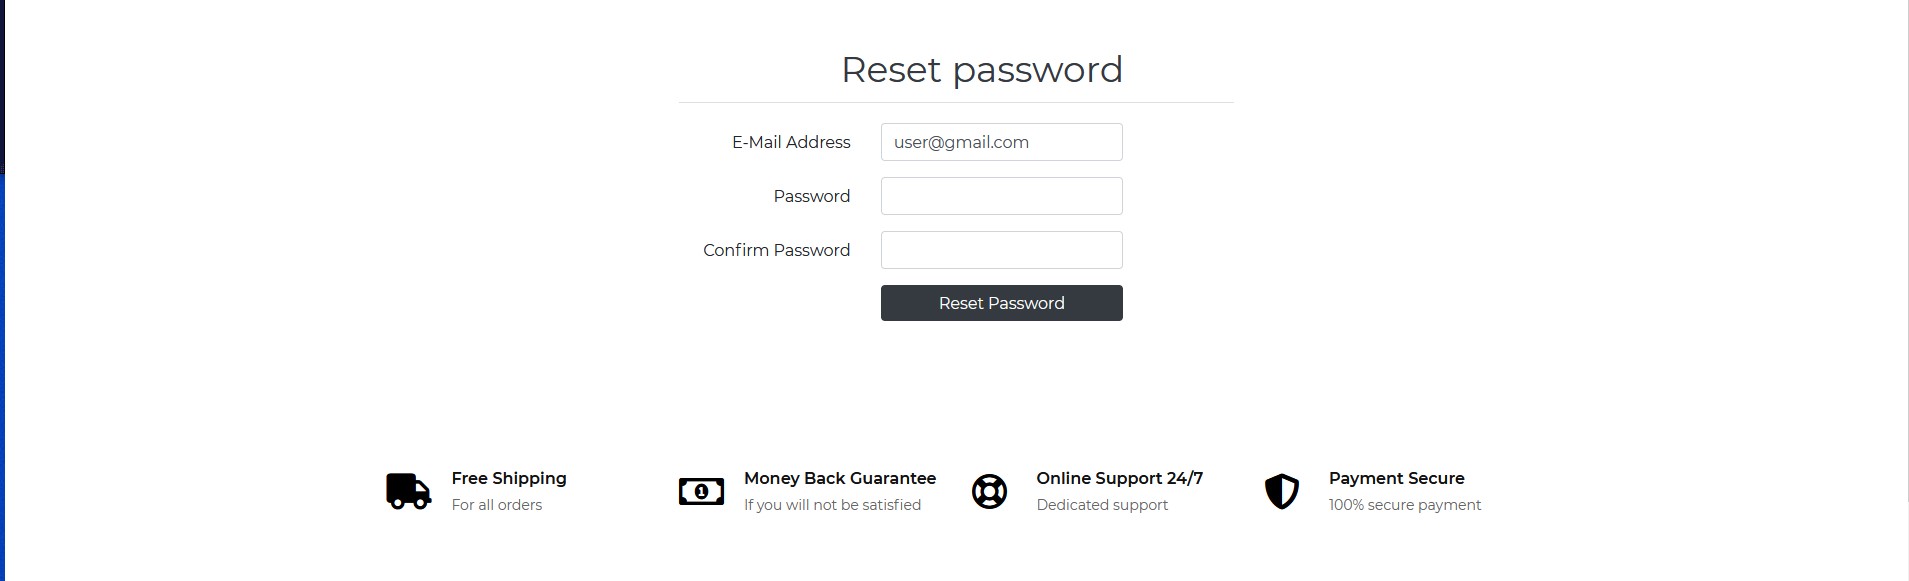 Reset password
E-Mail Address user@gmail.com
Password
Confirm Password
Reset Password
Free Shipping
For all orders
Money Back Guarantee
If you will not be satisfied
Online Support 24/7
Dedicated support
Payment Secure
100% secure payment